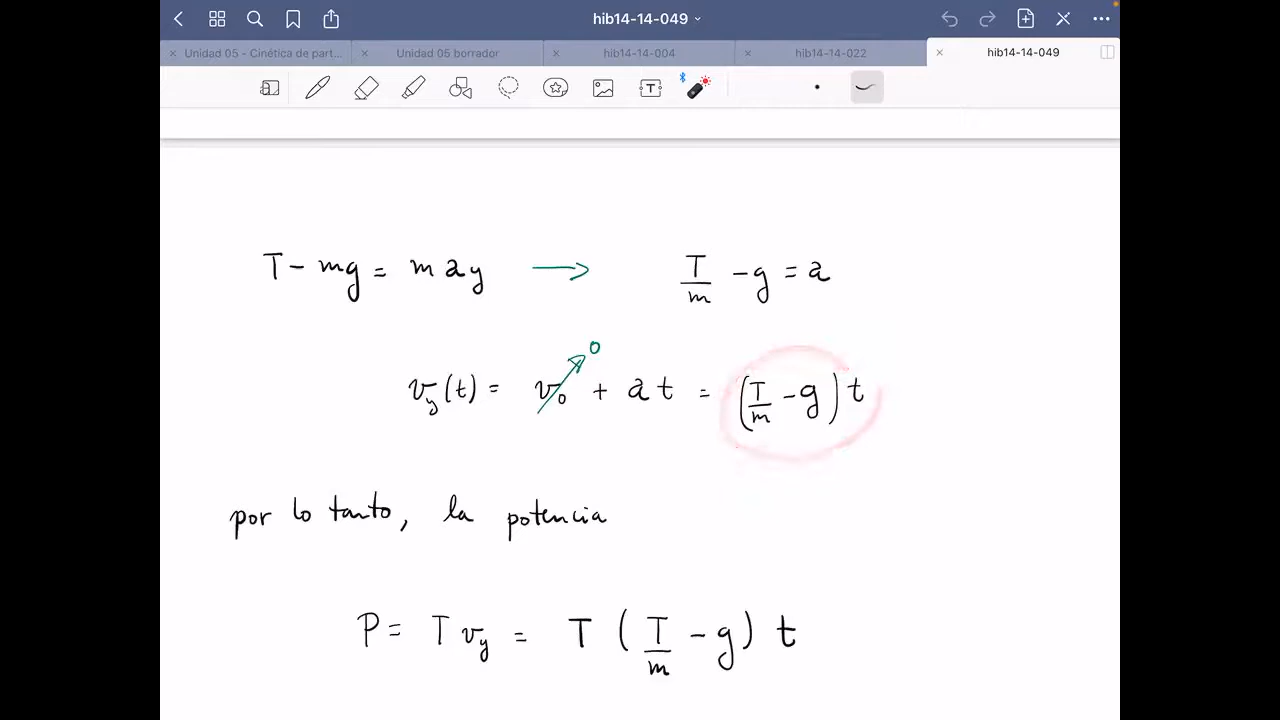 hib14-14-049
Unidad 05 - Cinética de part...
Unidad 05 borrador
hib14-14-004
hib14-14-022
hib14-14-049
T - mg = m a y → T/m - g = a
v_y(t) = v_0 0 + a t = (T/m - g) t
por lo tanto, la potencia
P = T v_y = T (T/m - g) t